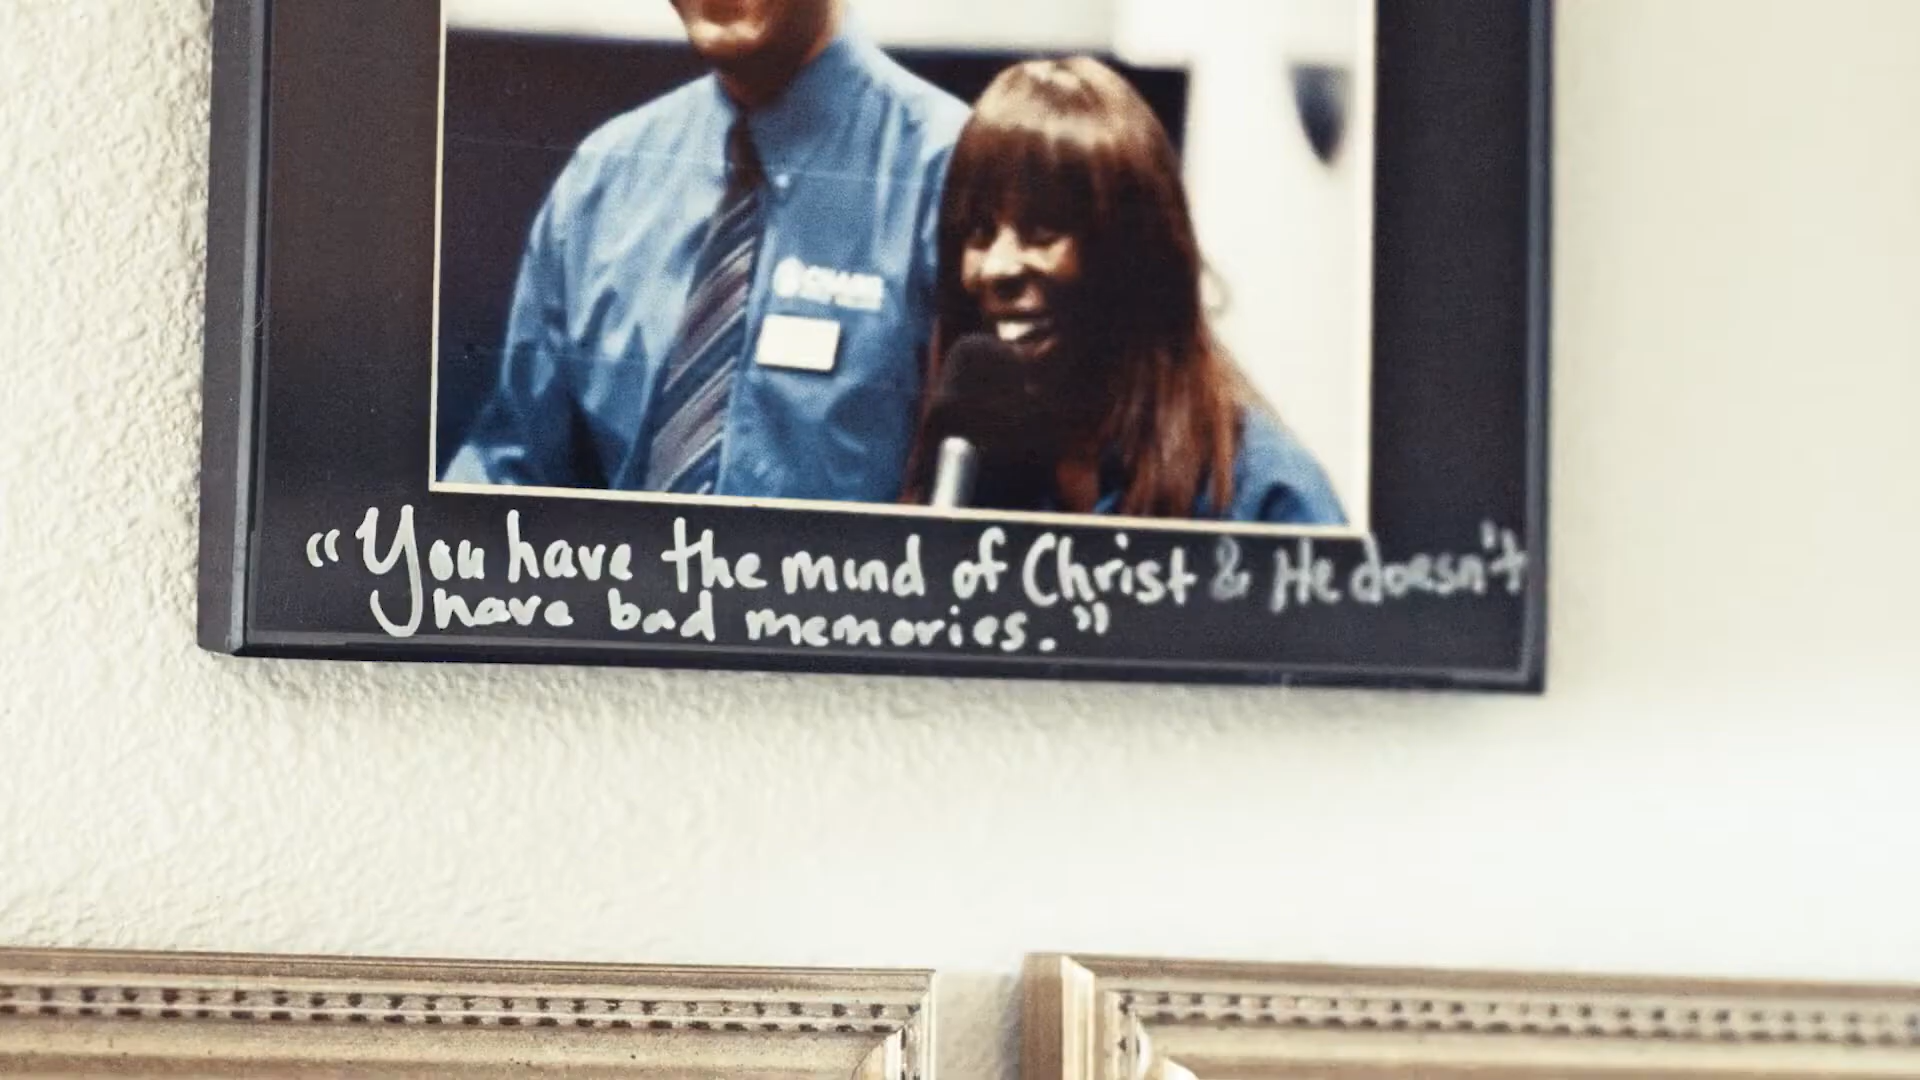 “You have the mind of Christ & He doesn't
have bad memories.”